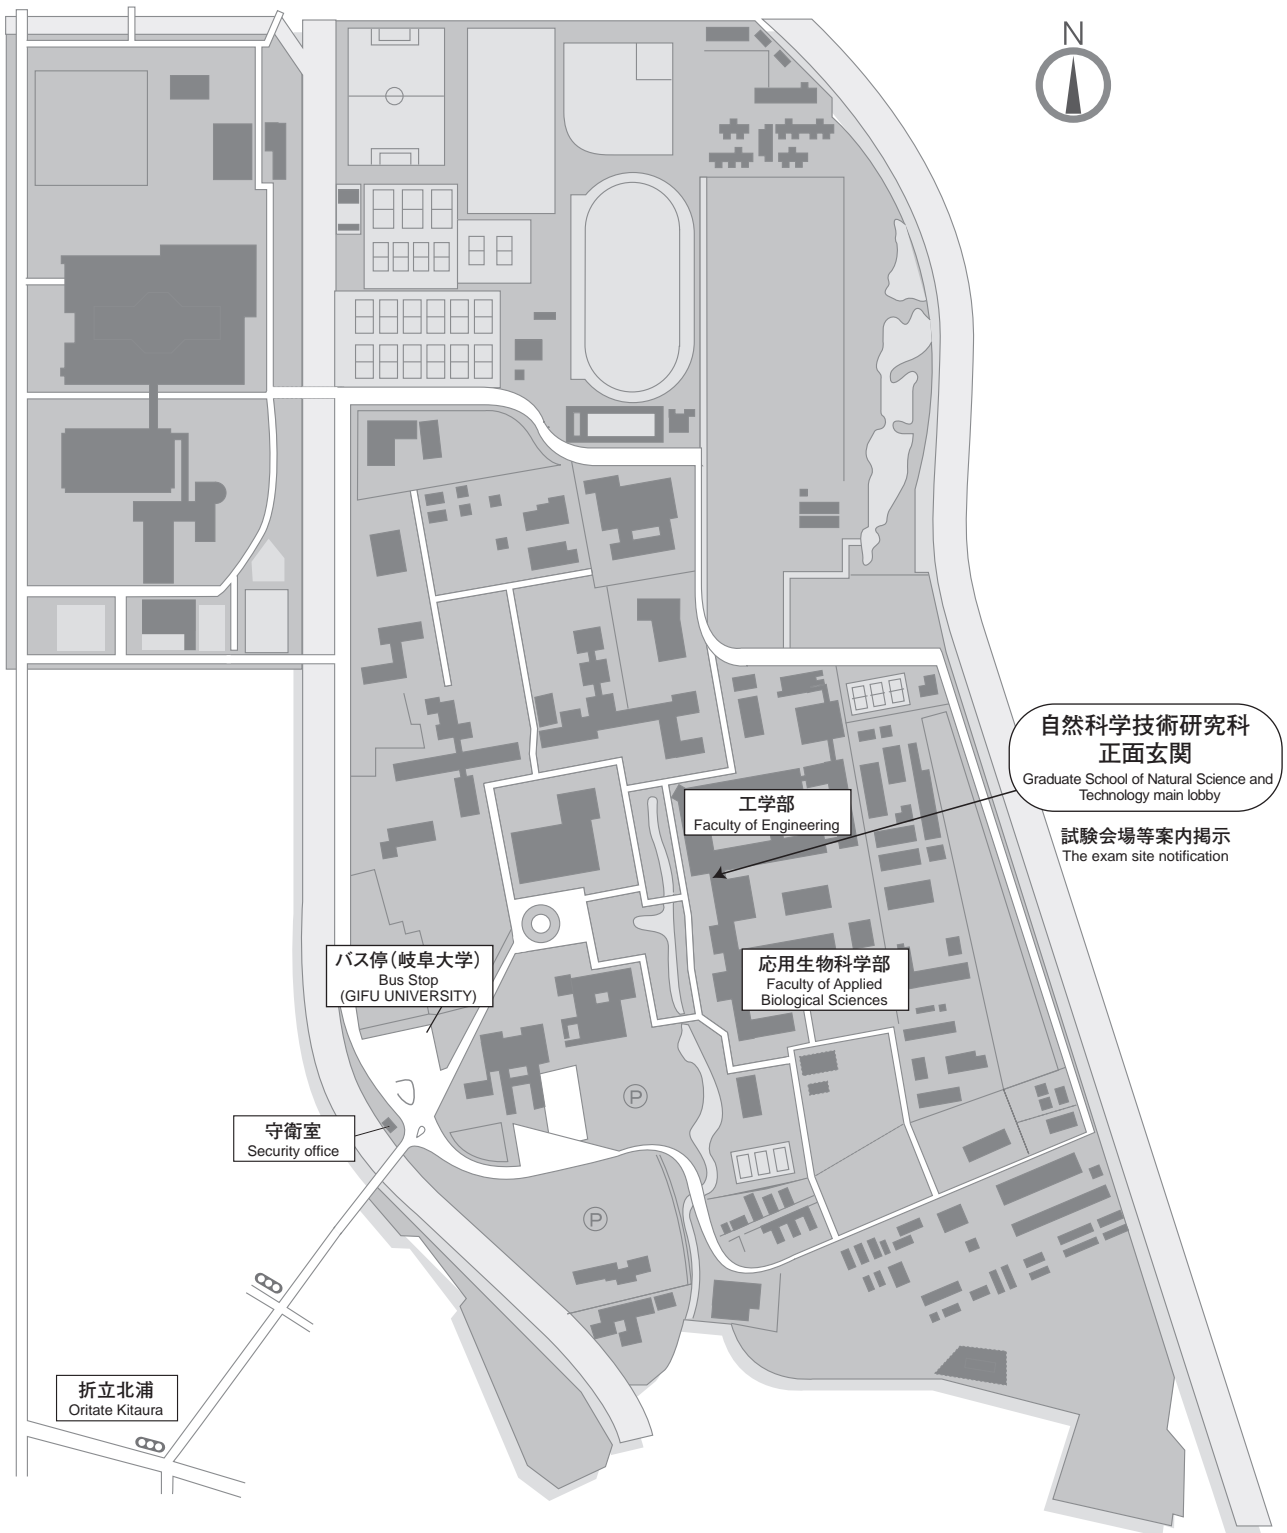 N
自然科学技術研究科
正面玄関
Graduate School of Natural Science and
Technology main lobby
工学部
Faculty of Engineering
試験会場等案内掲示
The exam site notification
バス停（岐阜大学）
Bus Stop
(GIFU UNIVERSITY)
応用生物科学部
Faculty of Applied
Biological Sciences
P
守衛室
Security office
P
折立北浦
Oritate Kitaura